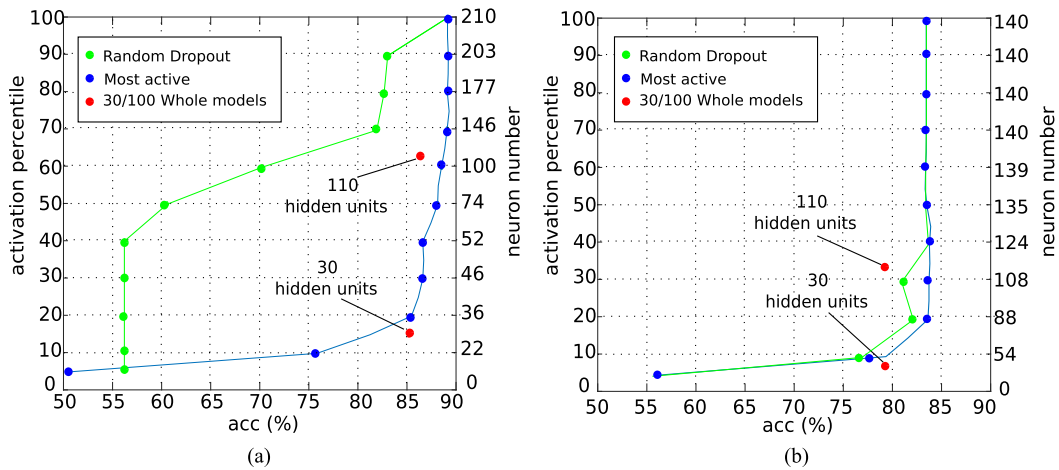 100
90
80
70
60
50
40
30
20
10
0
activation percentile
210
203
177
146
100
74
52
46
36
22
0
neuron number
Random Dropout
Most active
30/100 Whole models
110
hidden units
30
hidden units
50 55 60 65 70 75 80 85 90
acc (%)
(a)
100
90
80
70
60
50
40
30
20
10
0
activation percentile
140
140
140
140
139
135
124
108
88
54
0
neuron number
Random Dropout
Most active
30/100 Whole models
110
hidden units
30
hidden units
50 55 60 65 70 75 80 85 90
acc (%)
(b)